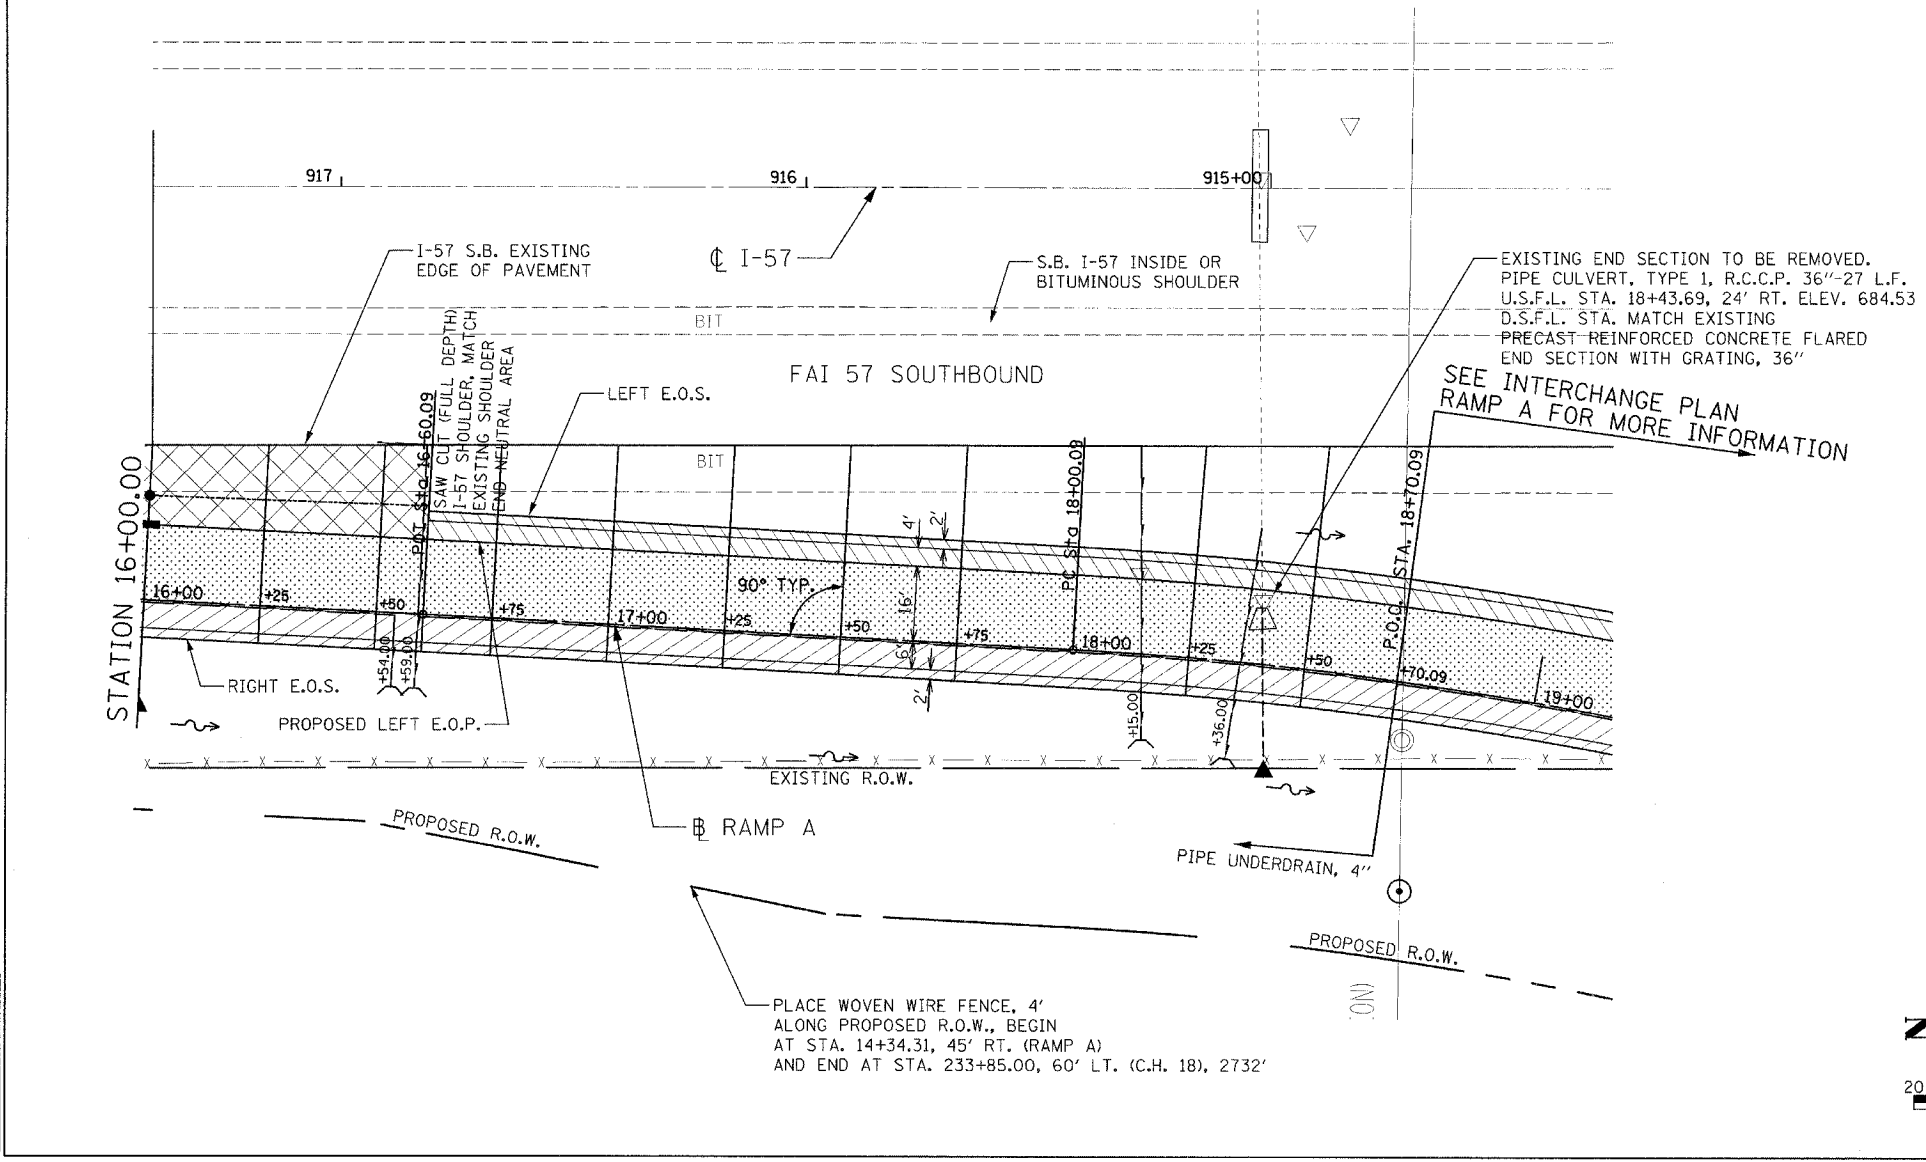 917
916
915+00
I-57 S.B. EXISTING
EDGE OF PAVEMENT
℄ I-57
S.B. I-57 INSIDE OR
BITUMINOUS SHOULDER
EXISTING END SECTION TO BE REMOVED.
PIPE CULVERT, TYPE 1, R.C.C.P. 36"-27 L.F.
U.S.F.L. STA. 18+43.69, 24' RT. ELEV. 684.53
D.S.F.L. STA. MATCH EXISTING
PRECAST REINFORCED CONCRETE FLARED
END SECTION WITH GRATING, 36"
BIT
FAI 57 SOUTHBOUND
SEE INTERCHANGE PLAN
RAMP A FOR MORE INFORMATION
LEFT E.O.S.
POT Sta 16+60.09
SAW CUT (FULL DEPTH)
I-57 SHOULDER, MATCH
EXISTING SHOULDER
END NEUTRAL AREA
BIT
PC Sta 18+00.09
P.O.C. STA. 18+70.09
STATION 16+00.00
4'
2'
90° TYP.
16'
6'
2'
16+00
+25
+50
+75
17+00
+25
+50
+75
18+00
+25
+50
+70.09
19+00
+54.00
+59.00
+15.00
+36.00
RIGHT E.O.S.
PROPOSED LEFT E.O.P.
EXISTING R.O.W.
PROPOSED R.O.W.
RAMP A
PIPE UNDERDRAIN, 4"
PROPOSED R.O.W.
PLACE WOVEN WIRE FENCE, 4'
ALONG PROPOSED R.O.W., BEGIN
AT STA. 14+34.31, 45' RT. (RAMP A)
AND END AT STA. 233+85.00, 60' LT. (C.H. 18), 2732'
ON)
N
20